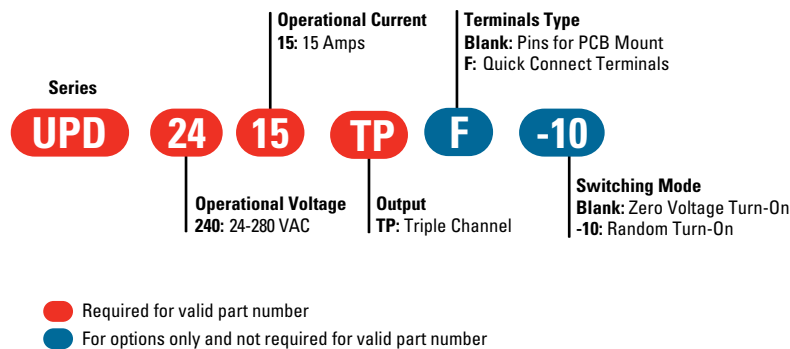 Operational Current
15: 15 Amps
Terminals Type
Blank: Pins for PCB Mount
F: Quick Connect Terminals
Series
UPD 24 15 TP F -10
Operational Voltage
240: 24-280 VAC
Output
TP: Triple Channel
Switching Mode
Blank: Zero Voltage Turn-On
-10: Random Turn-On
Required for valid part number
For options only and not required for valid part number